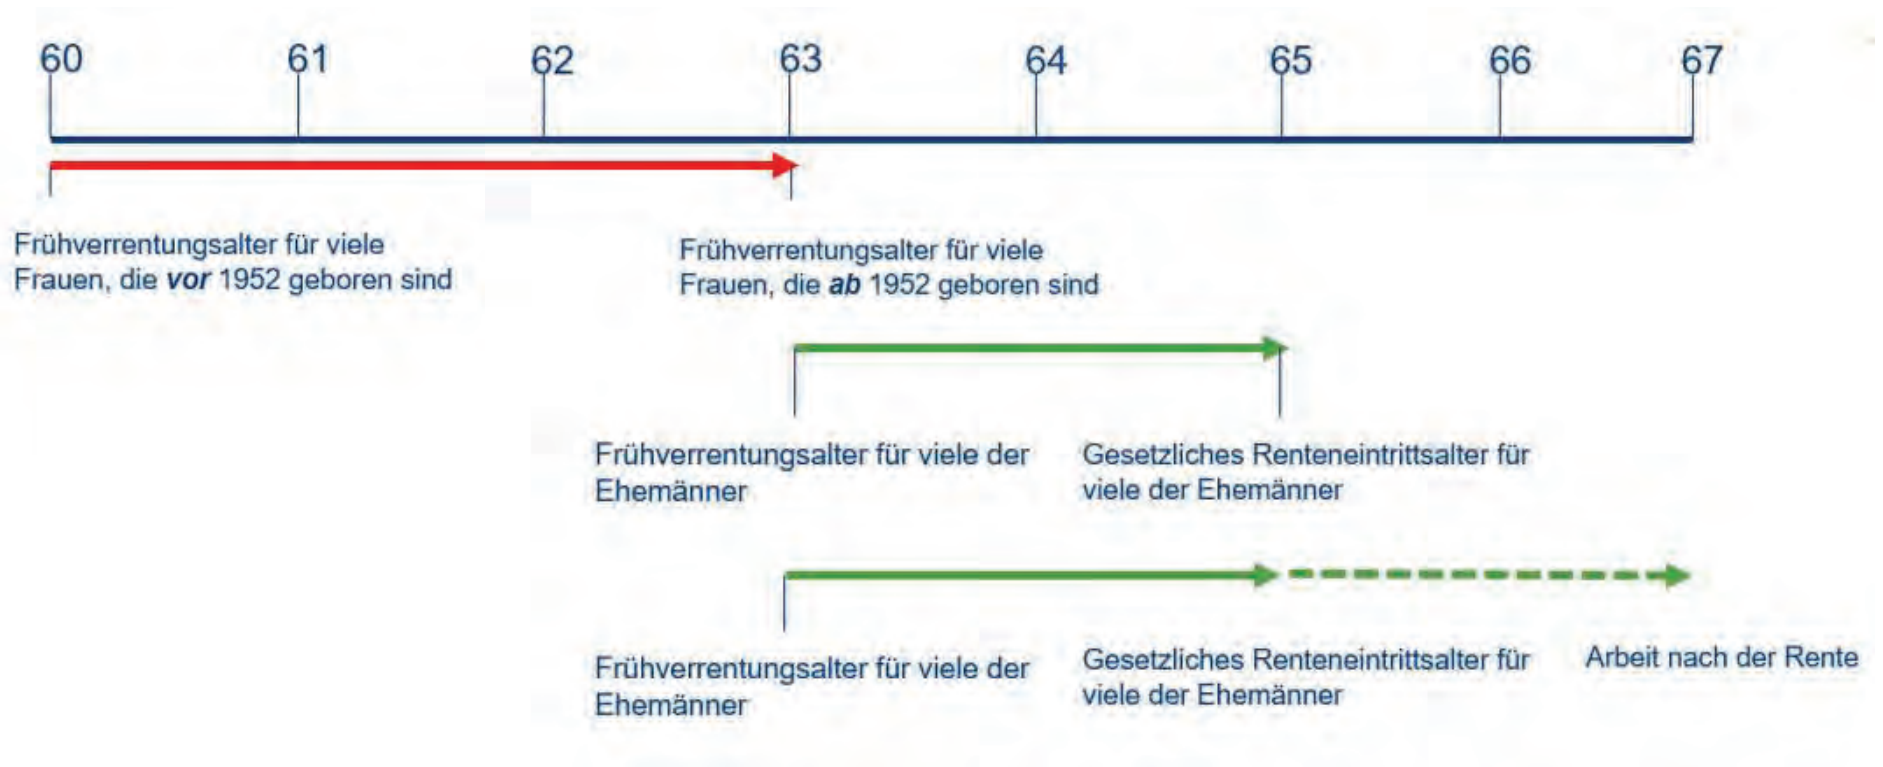 60 61 62 63 64 65 66 67
Frühverrentungsalter für viele
Frauen, die vor 1952 geboren sind
Frühverrentungsalter für viele
Frauen, die ab 1952 geboren sind
Frühverrentungsalter für viele der
Ehemänner
Gesetzliches Renteneintrittsalter für
viele der Ehemänner
Frühverrentungsalter für viele der
Ehemänner
Gesetzliches Renteneintrittsalter für
viele der Ehemänner
Arbeit nach der Rente